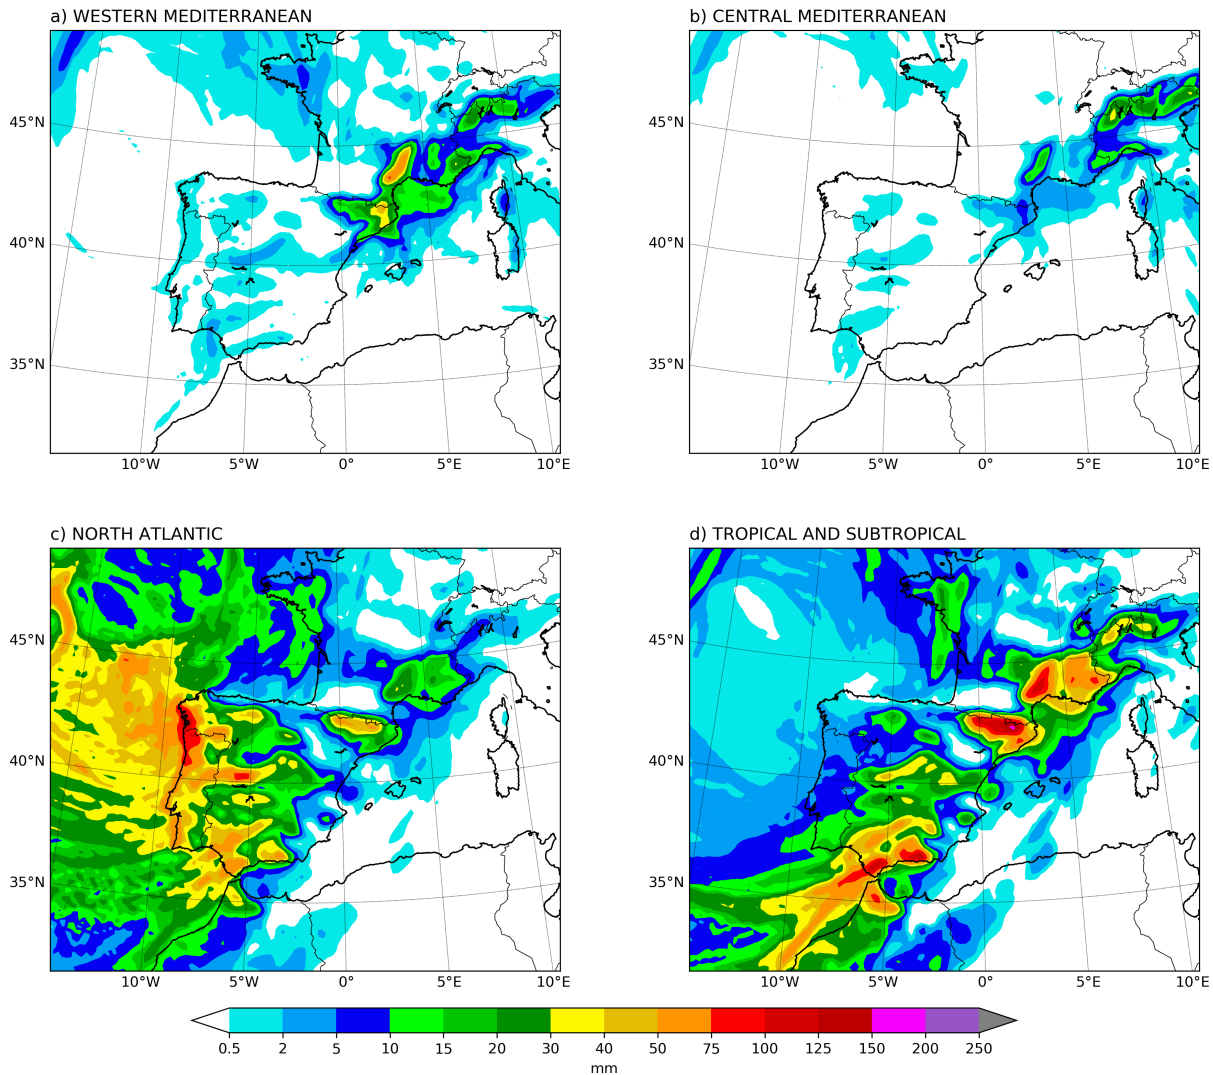 a) WESTERN MEDITERRANEAN
b) CENTRAL MEDITERRANEAN
45°N
40°N
35°N
10°W 5°W 0° 5°E 10°E
45°N
40°N
35°N
10°W 5°W 0° 5°E 10°E
c) NORTH ATLANTIC
d) TROPICAL AND SUBTROPICAL
45°N
40°N
35°N
10°W 5°W 0° 5°E 10°E
45°N
40°N
35°N
10°W 5°W 0° 5°E 10°E
0.5 2 5 10 15 20 30 40 50 75 100 125 150 200 250
mm